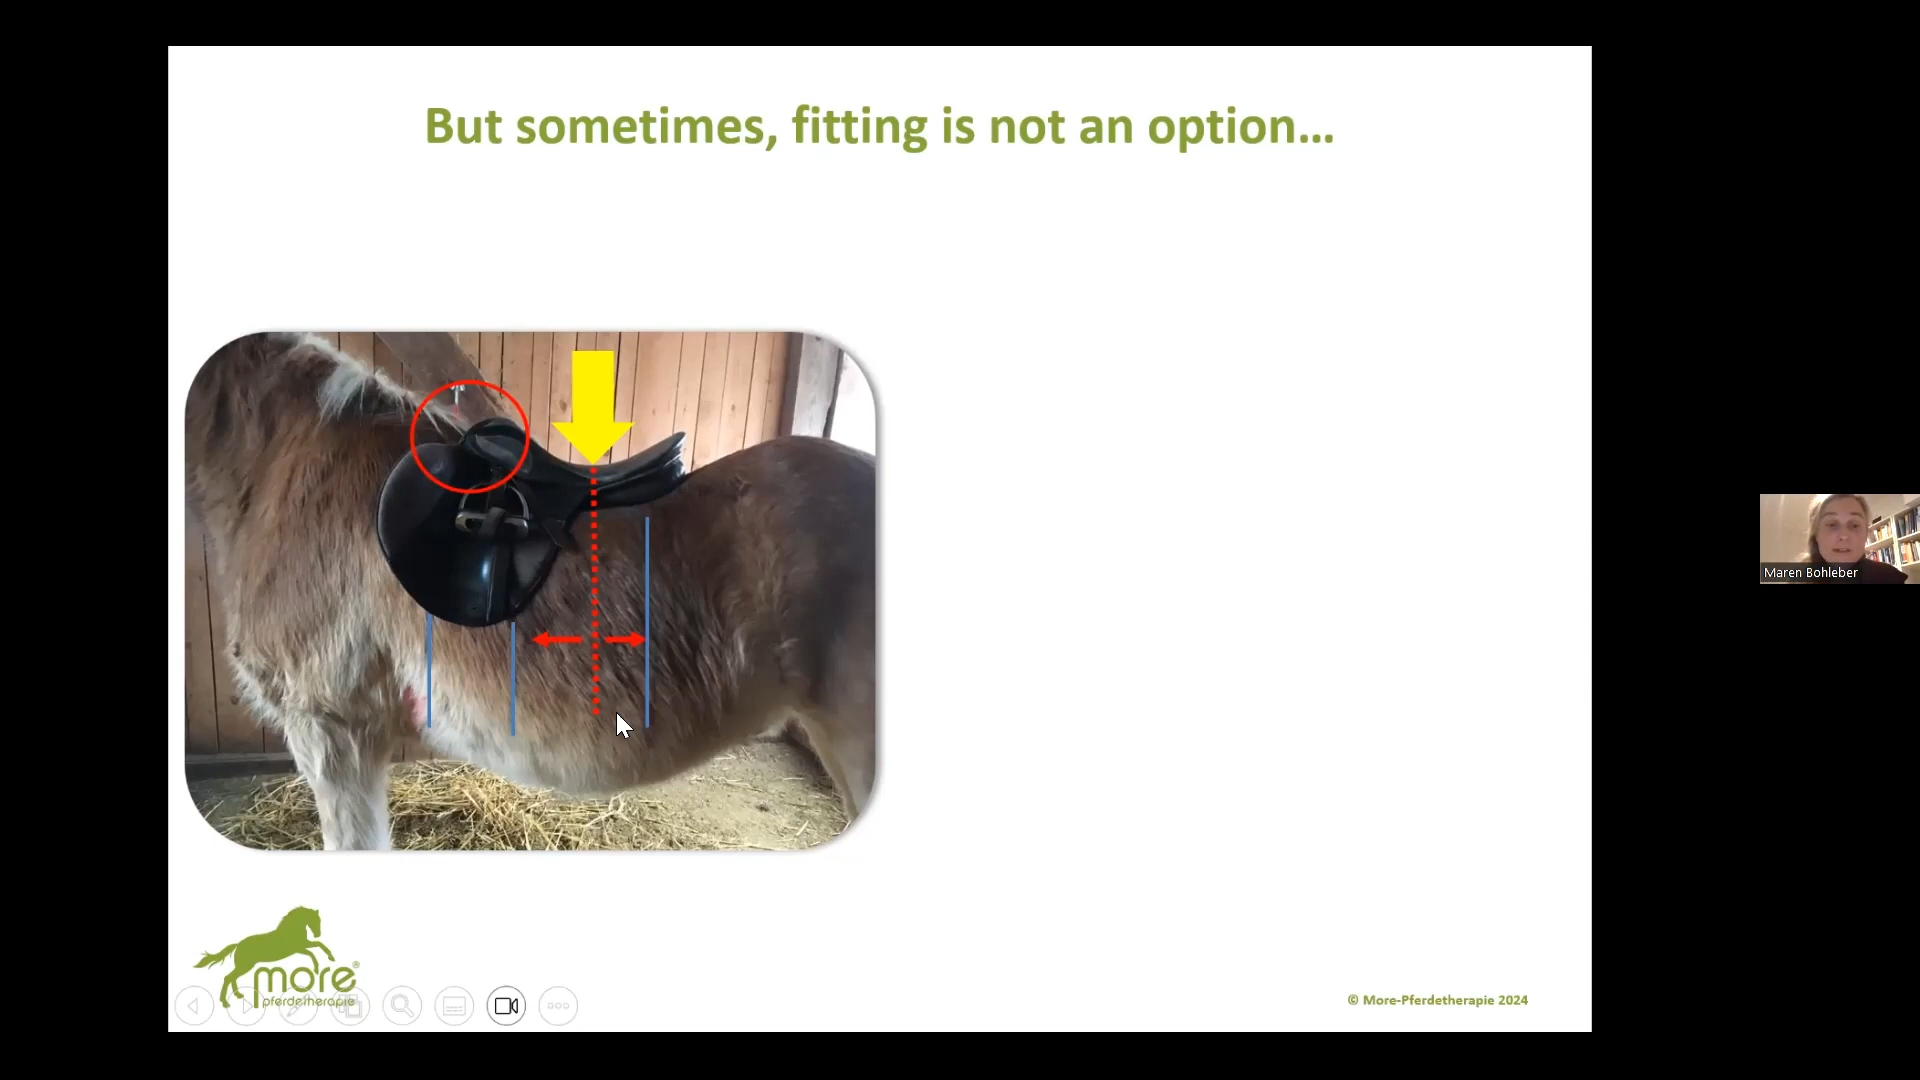 But sometimes, fitting is not an option...
Maren Bohleber
more®
pferdetherapie
© More-Pferdetherapie 2024